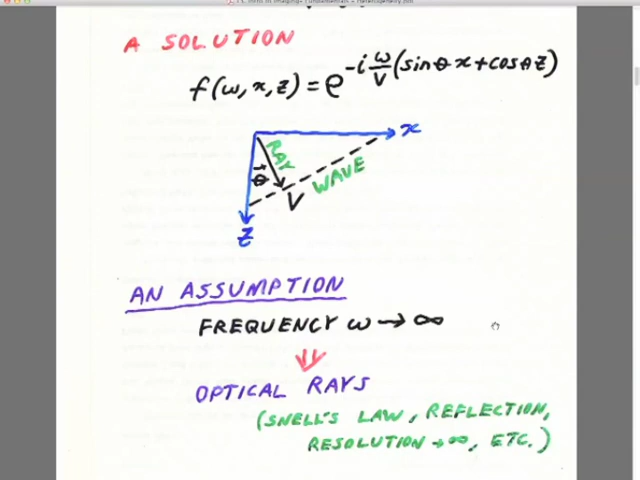 A SOLUTION
f(ω, x, z) = e^{-i ω/V (sinθ x + cosθ z)}
x
RAY
θ
WAVE
V
z
AN ASSUMPTION
FREQUENCY ω → ∞
⇓
OPTICAL RAYS
(SNELL'S LAW, REFLECTION,
RESOLUTION → ∞, ETC.)